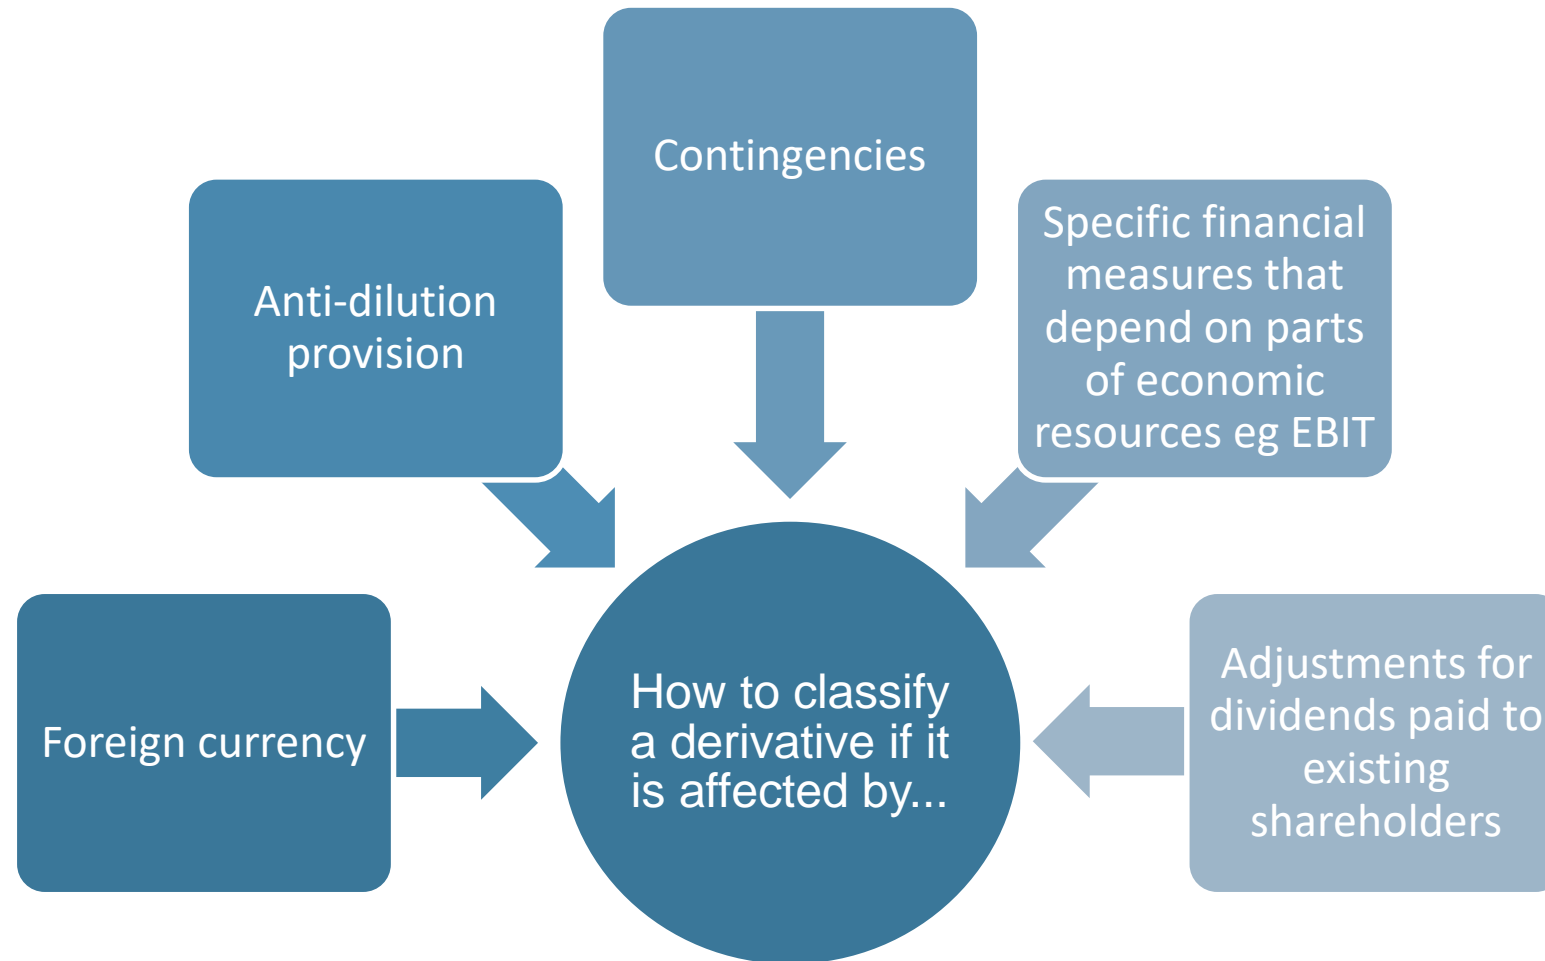 Contingencies
Anti-dilution
provision
Specific financial
measures that
depend on parts
of economic
resources eg EBIT
Foreign currency
How to classify
a derivative if it
is affected by...
Adjustments for
dividends paid to
existing
shareholders